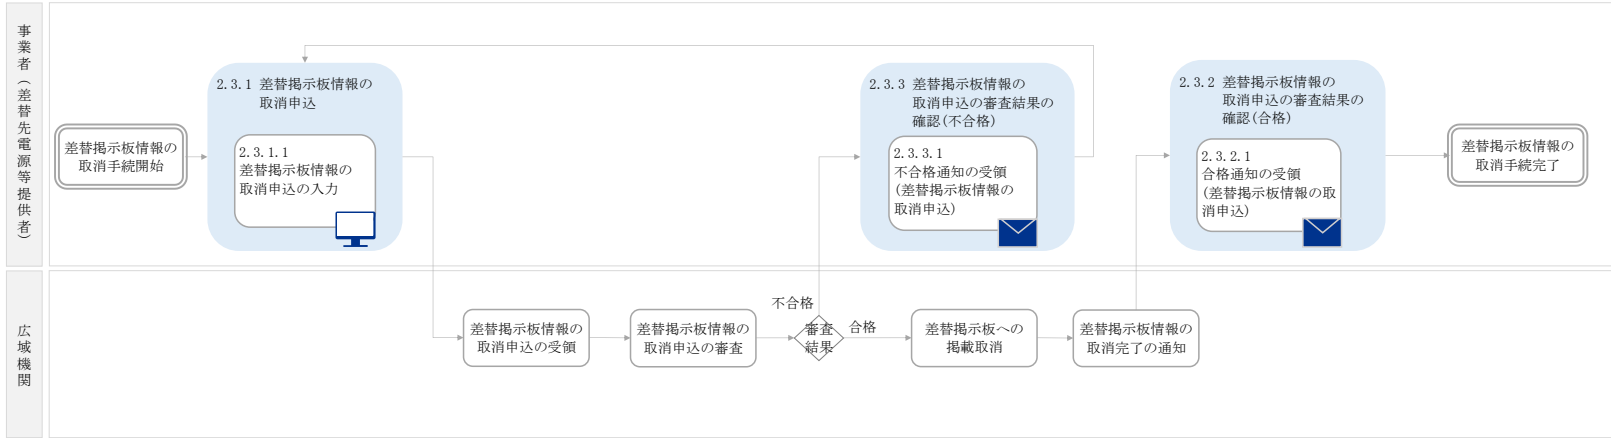 事業者(差替先電源等提供者)
差替掲示板情報の
取消手続開始
2.3.1 差替掲示板情報の
取消申込
2.3.1.1
差替掲示板情報の
取消申込の入力
2.3.3 差替掲示板情報の
取消申込の審査結果の
確認(不合格)
2.3.3.1
不合格通知の受領
(差替掲示板情報の
取消申込)
2.3.2 差替掲示板情報の
取消申込の審査結果の
確認(合格)
2.3.2.1
合格通知の受領
(差替掲示板情報の取
消申込)
差替掲示板情報の
取消手続完了
広域機関
差替掲示板情報の
取消申込の受領
差替掲示板情報の
取消申込の審査
不合格
審査
結果
合格
差替掲示板への
掲載取消
差替掲示板情報の
取消完了の通知